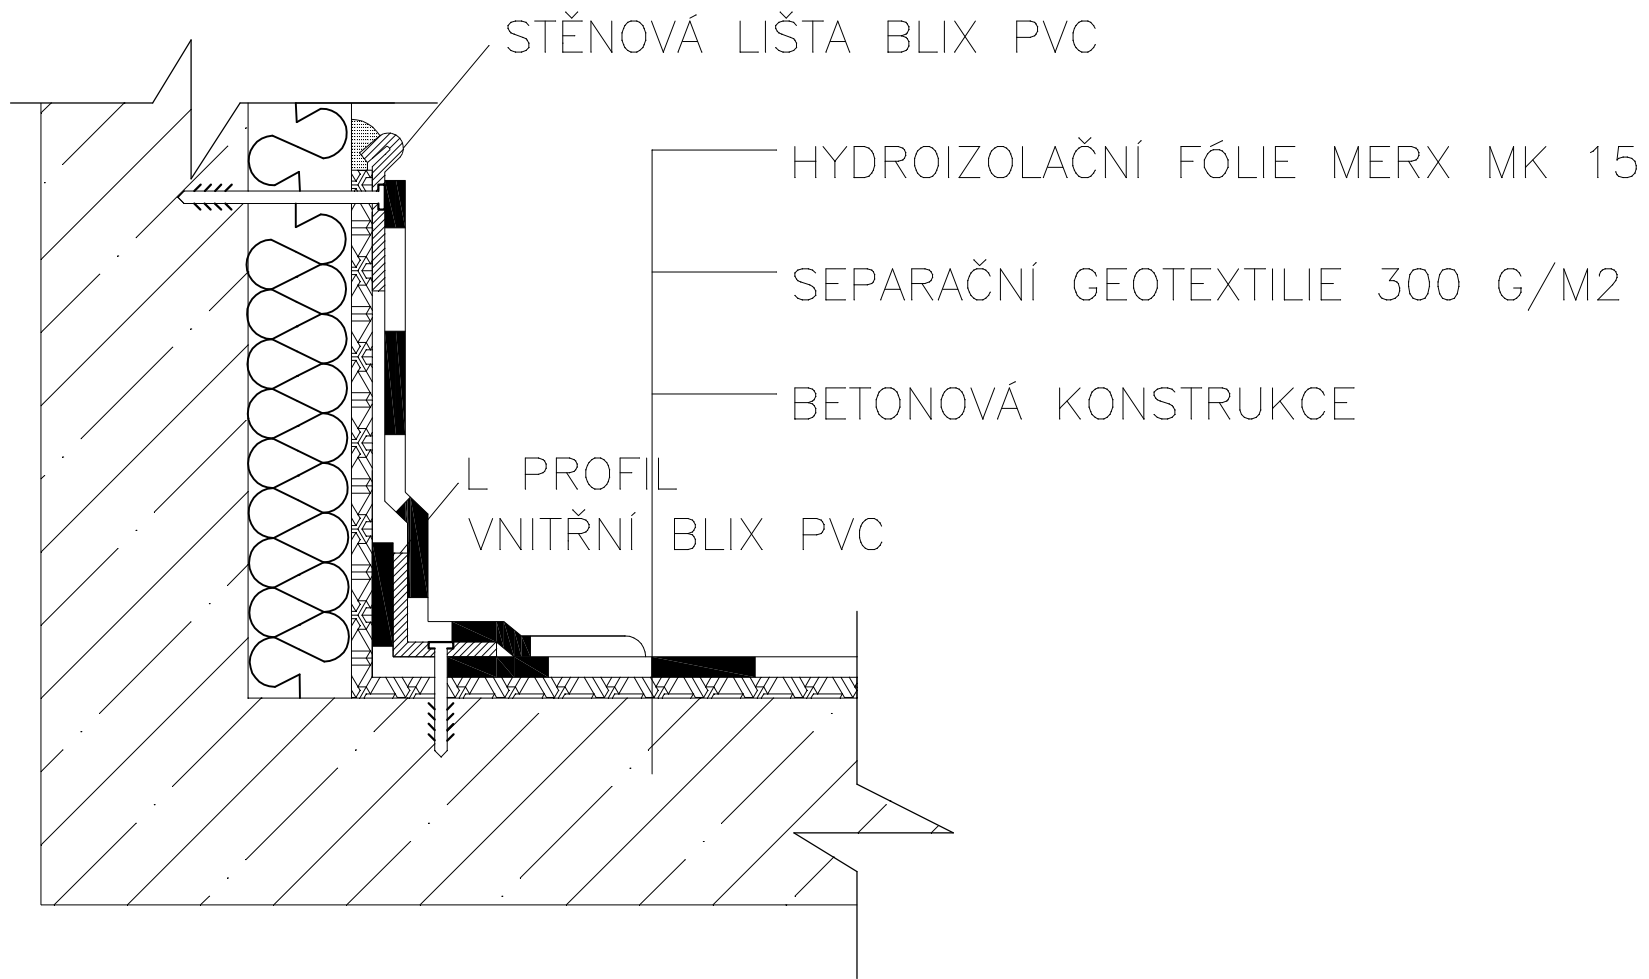 STĚNOVÁ LIŠTA BLIX PVC
HYDROIZOLAČNÍ FÓLIE MERX MK 15
SEPARAČNÍ GEOTEXTILIE 300 G/M2
BETONOVÁ KONSTRUKCE
L PROFIL
VNITŘNÍ BLIX PVC